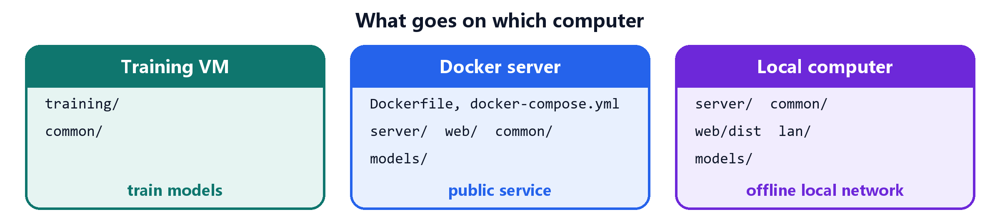 What goes on which computer
Training VM
training/
common/
train models
Docker server
Dockerfile, docker-compose.yml
server/  web/  common/
models/
public service
Local computer
server/  common/
web/dist  lan/
models/
offline local network